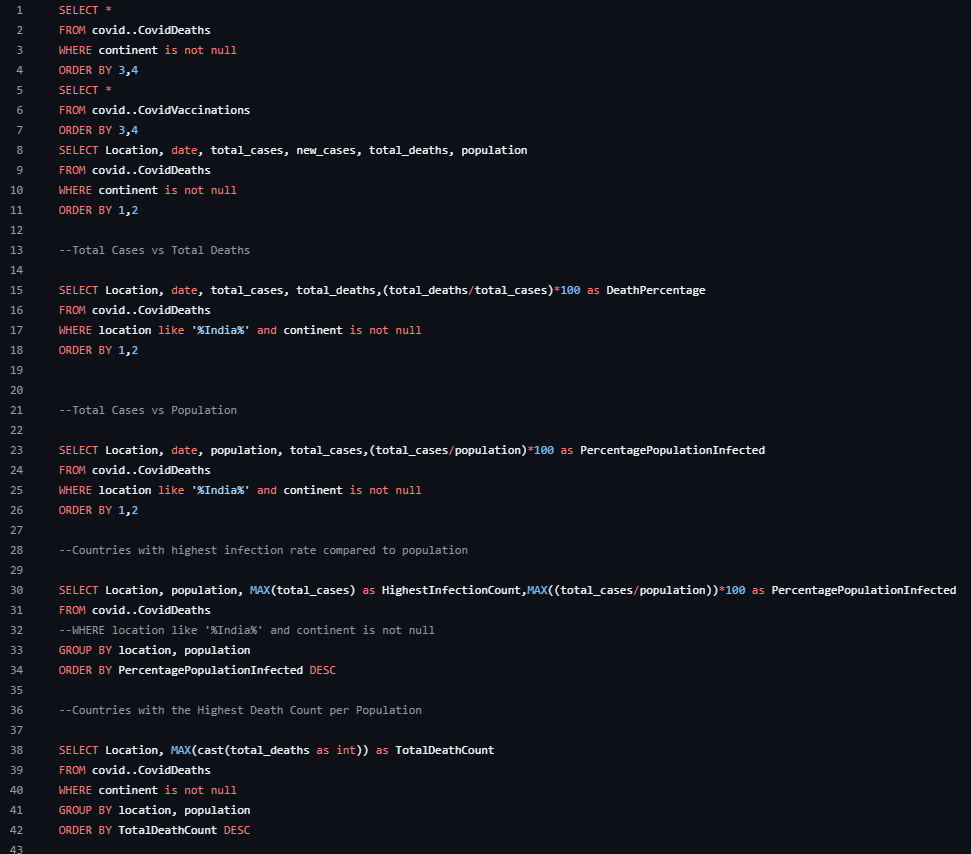 1 SELECT *
2 FROM covid..CovidDeaths
3 WHERE continent is not null
4 ORDER BY 3,4
5 SELECT *
6 FROM covid..CovidVaccinations
7 ORDER BY 3,4
8 SELECT Location, date, total_cases, new_cases, total_deaths, population
9 FROM covid..CovidDeaths
10 WHERE continent is not null
11 ORDER BY 1,2
12
13 --Total Cases vs Total Deaths
14
15 SELECT Location, date, total_cases, total_deaths,(total_deaths/total_cases)*100 as DeathPercentage
16 FROM covid..CovidDeaths
17 WHERE location like '%India%' and continent is not null
18 ORDER BY 1,2
19
20
21 --Total Cases vs Population
22
23 SELECT Location, date, population, total_cases,(total_cases/population)*100 as PercentagePopulationInfected
24 FROM covid..CovidDeaths
25 WHERE location like '%India%' and continent is not null
26 ORDER BY 1,2
27
28 --Countries with highest infection rate compared to population
29
30 SELECT Location, population, MAX(total_cases) as HighestInfectionCount,MAX((total_cases/population))*100 as PercentagePopulationInfected
31 FROM covid..CovidDeaths
32 --WHERE location like '%India%' and continent is not null
33 GROUP BY location, population
34 ORDER BY PercentagePopulationInfected DESC
35
36 --Countries with the Highest Death Count per Population
37
38 SELECT Location, MAX(cast(total_deaths as int)) as TotalDeathCount
39 FROM covid..CovidDeaths
40 WHERE continent is not null
41 GROUP BY location, population
42 ORDER BY TotalDeathCount DESC
43